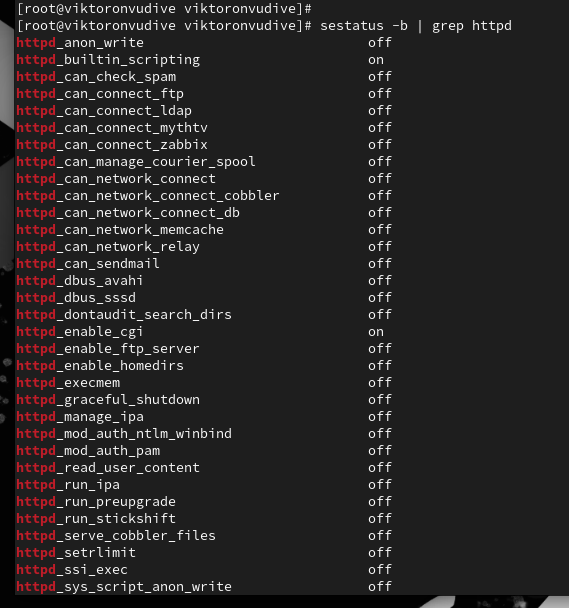 [root@viktoronvudive viktoronvudive]#
[root@viktoronvudive viktoronvudive]# sestatus -b | grep httpd
httpd_anon_write off
httpd_builtin_scripting on
httpd_can_check_spam off
httpd_can_connect_ftp off
httpd_can_connect_ldap off
httpd_can_connect_mythtv off
httpd_can_connect_zabbix off
httpd_can_manage_courier_spool off
httpd_can_network_connect off
httpd_can_network_connect_cobbler off
httpd_can_network_connect_db off
httpd_can_network_memcache off
httpd_can_network_relay off
httpd_can_sendmail off
httpd_dbus_avahi off
httpd_dbus_sssd off
httpd_dontaudit_search_dirs off
httpd_enable_cgi on
httpd_enable_ftp_server off
httpd_enable_homedirs off
httpd_execmem off
httpd_graceful_shutdown off
httpd_manage_ipa off
httpd_mod_auth_ntlm_winbind off
httpd_mod_auth_pam off
httpd_read_user_content off
httpd_run_ipa off
httpd_run_preupgrade off
httpd_run_stickshift off
httpd_serve_cobbler_files off
httpd_setrlimit off
httpd_ssi_exec off
httpd_sys_script_anon_write off